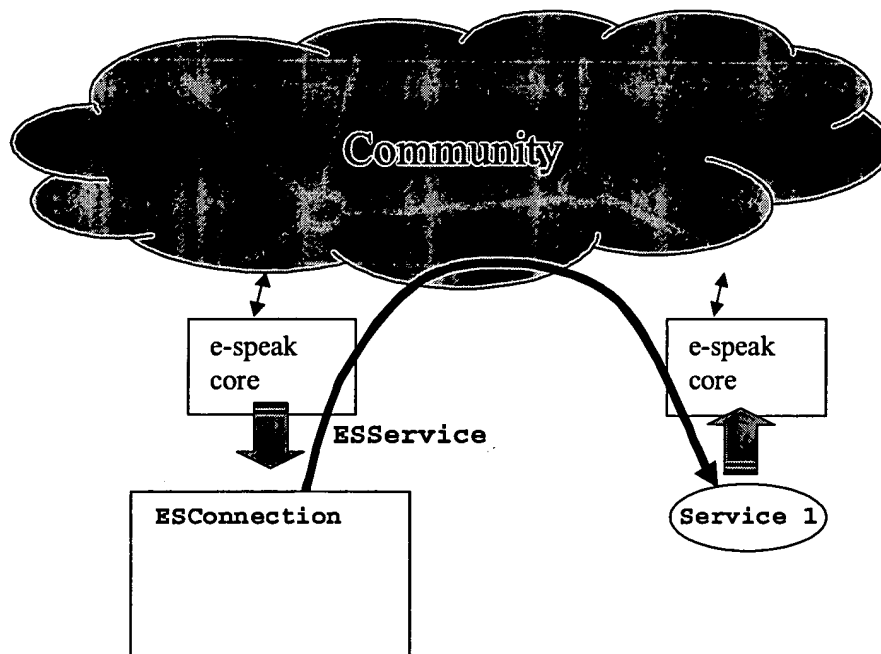 Community
e-speak
core
e-speak
core
ESService
ESConnection
Service 1